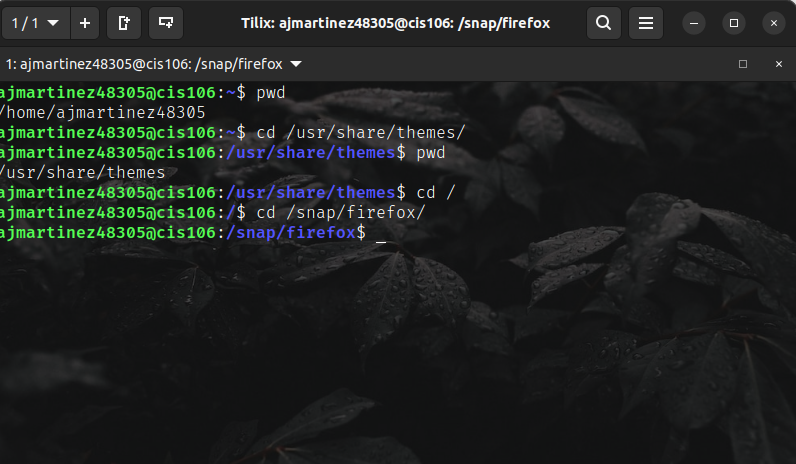 1 / 1
Tilix: ajmartinez48305@cis106: /snap/firefox
1: ajmartinez48305@cis106: /snap/firefox
ajmartinez48305@cis106:~$ pwd
/home/ajmartinez48305
ajmartinez48305@cis106:~$ cd /usr/share/themes/
ajmartinez48305@cis106:/usr/share/themes$ pwd
/usr/share/themes
ajmartinez48305@cis106:/usr/share/themes$ cd /
ajmartinez48305@cis106:/$ cd /snap/firefox/
ajmartinez48305@cis106:/snap/firefox$ _